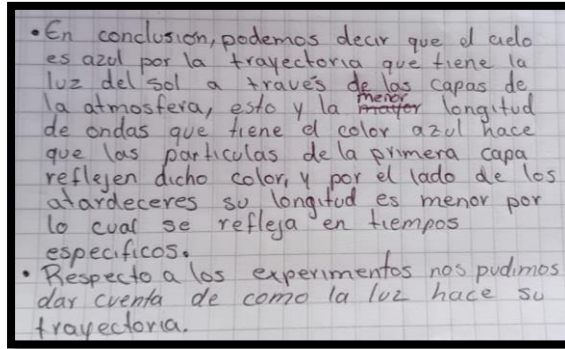 • En conclusión, podemos decir que el cielo
es azul por la trayectoria que tiene la
luz del sol a través de las capas de
la atmosfera, esto y la menor longitud
de ondas que tiene el color azul hace
que las particulas de la primera capa
reflejen dicho color, y por el lado de los
atardeceres su longitud es menor por
lo cual se refleja en tiempos
especificos.
• Respecto a los experimentos nos pudimos
dar cuenta de como la luz hace su
trayectoria.